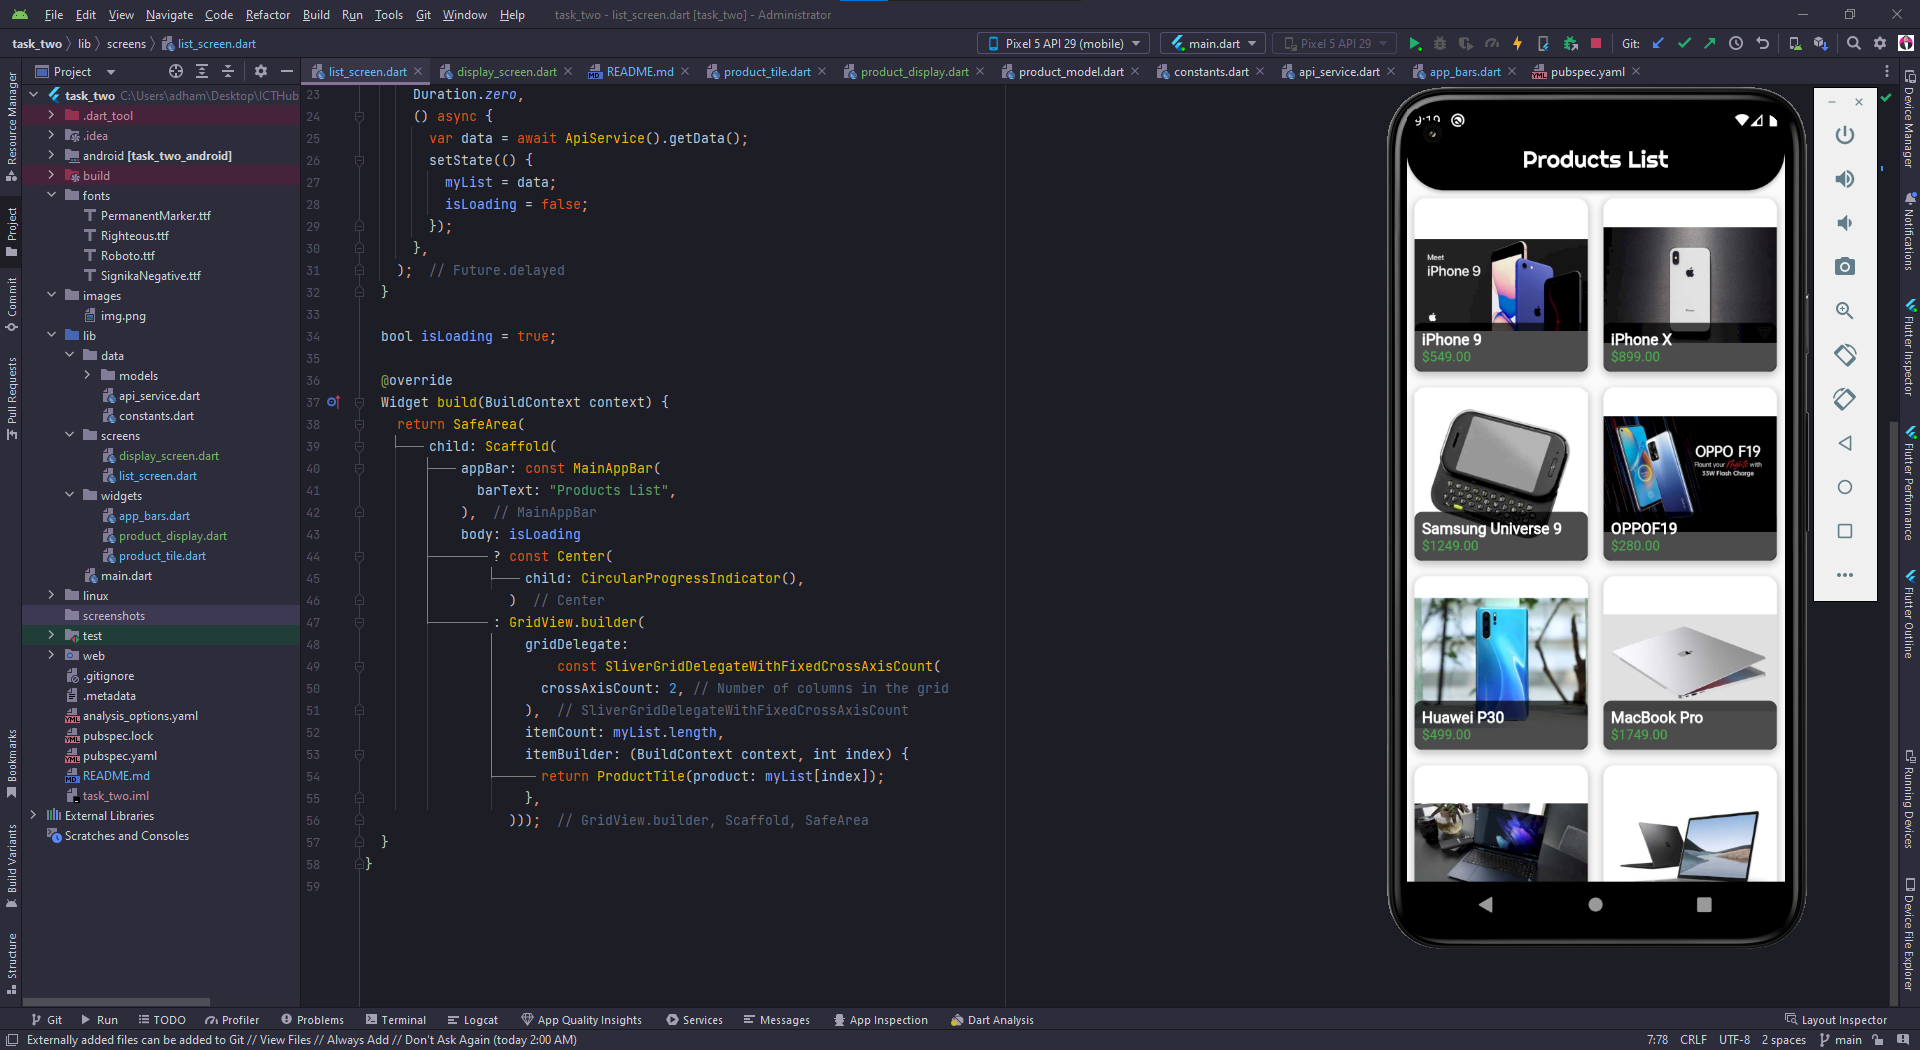 File Edit View Navigate Code Refactor Build Run Tools Git Window Help task_two - list_screen.dart [task_two] - Administrator
task_two lib screens list_screen.dart
Pixel 5 API 29 (mobile) main.dart Pixel 5 API 29 Git:
Project
list_screen.dart display_screen.dart README.md product_tile.dart product_display.dart product_model.dart constants.dart api_service.dart app_bars.dart pubspec.yaml
Resource Manager
Project
Commit
Pull Requests
Bookmarks
Build Variants
Structure
task_two C:\Users\adham\Desktop\ICTHub
.dart_tool
.idea
android [task_two_android]
build
fonts
PermanentMarker.ttf
Righteous.ttf
Roboto.ttf
SignikaNegative.ttf
images
img.png
lib
data
models
api_service.dart
constants.dart
screens
display_screen.dart
list_screen.dart
widgets
app_bars.dart
product_display.dart
product_tile.dart
main.dart
linux
screenshots
test
web
.gitignore
.metadata
analysis_options.yaml
pubspec.lock
pubspec.yaml
README.md
task_two.iml
External Libraries
Scratches and Consoles
23 Duration.zero,
24 () async {
25 var data = await ApiService().getData();
26 setState(() {
27 myList = data;
28 isLoading = false;
29 });
30 },
31 ); // Future.delayed
32 }
33
34 bool isLoading = true;
35
36 @override
37 Widget build(BuildContext context) {
38 return SafeArea(
39 child: Scaffold(
40 appBar: const MainAppBar(
41 barText: "Products List",
42 ), // MainAppBar
43 body: isLoading
44 ? const Center(
45 child: CircularProgressIndicator(),
46 ) // Center
47 : GridView.builder(
48 gridDelegate:
49 const SliverGridDelegateWithFixedCrossAxisCount(
50 crossAxisCount: 2, // Number of columns in the grid
51 ), // SliverGridDelegateWithFixedCrossAxisCount
52 itemCount: myList.length,
53 itemBuilder: (BuildContext context, int index) {
54 return ProductTile(product: myList[index]);
55 },
56 ))); // GridView.builder, Scaffold, SafeArea
57 }
58 }
59
Products List
Meet
iPhone 9
iPhone 9
$549.00
iPhone X
$899.00
Samsung Universe 9
$1249.00
OPPO F19
Flaunt your Nights with
33W Flash Charge
OPPOF19
$280.00
Huawei P30
$499.00
MacBook Pro
$1749.00
Device Manager
Notifications
Flutter Inspector
Flutter Performance
Flutter Outline
Running Devices
Device File Explorer
Git Run TODO Profiler Problems Terminal Logcat App Quality Insights Services Messages App Inspection Dart Analysis Layout Inspector
Externally added files can be added to Git // View Files // Always Add // Don't Ask Again (today 2:00 AM) 7:78 CRLF UTF-8 2 spaces main